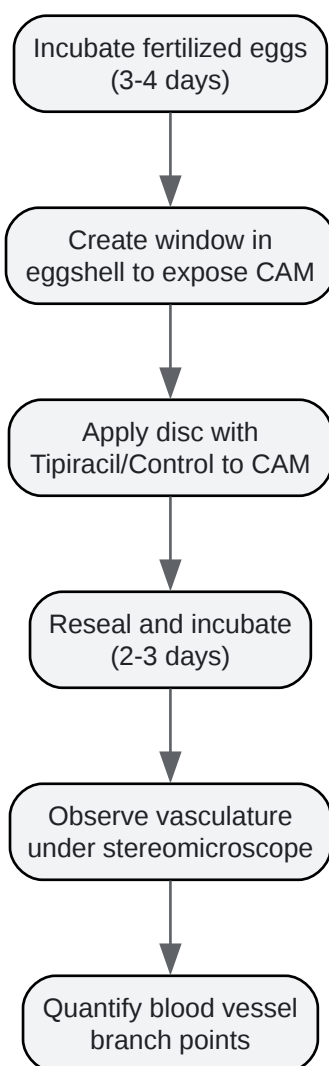 Incubate fertilized eggs
(3-4 days)
Create window in
eggshell to expose CAM
Apply disc with
Tipiracil/Control to CAM
Reseal and incubate
(2-3 days)
Observe vasculature
under stereomicroscope
Quantify blood vessel
branch points